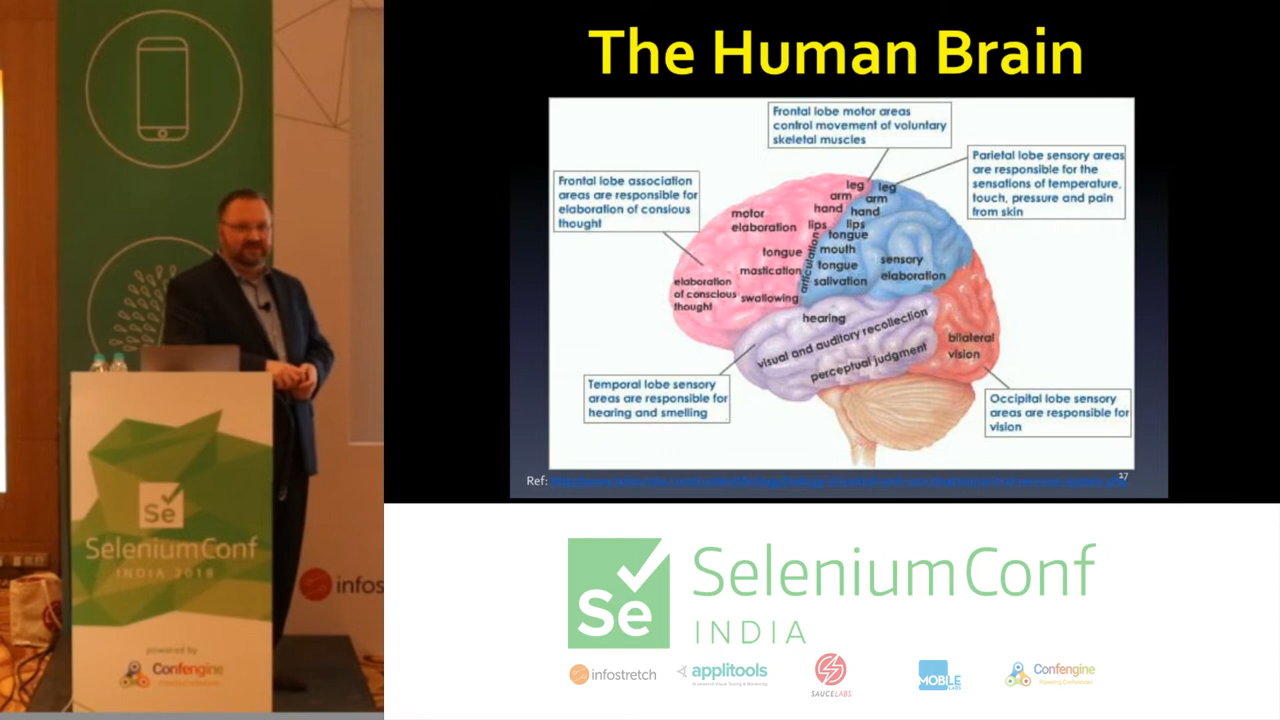 The Human Brain
Frontal lobe motor areas
control movement of voluntary
skeletal muscles
Parietal lobe sensory areas
are responsible for the
sensations of temperature,
touch, pressure and pain
from skin
Frontal lobe association
areas are responsible for
elaboration of consious
thought
leg
arm
hand
lips
leg
arm
hand
lips
tongue
mouth
tongue
salivation
motor
elaboration
tongue
mastication
swallowing
articulation
elaboration
of conscious
thought
sensory
elaboration
hearing
visual and auditory recollection
perceptual judgment
bilateral
vision
Temporal lobe sensory
areas are responsible for
hearing and smelling
Occipital lobe sensory
areas are responsible for
vision
Ref:
17
Se
SeleniumConf
INDIA 2018
powered by
Confengine
infos
Se
SeleniumConf
INDIA
infostretch
applitools
SAUCELABS
MOBILE
LABS
Confengine